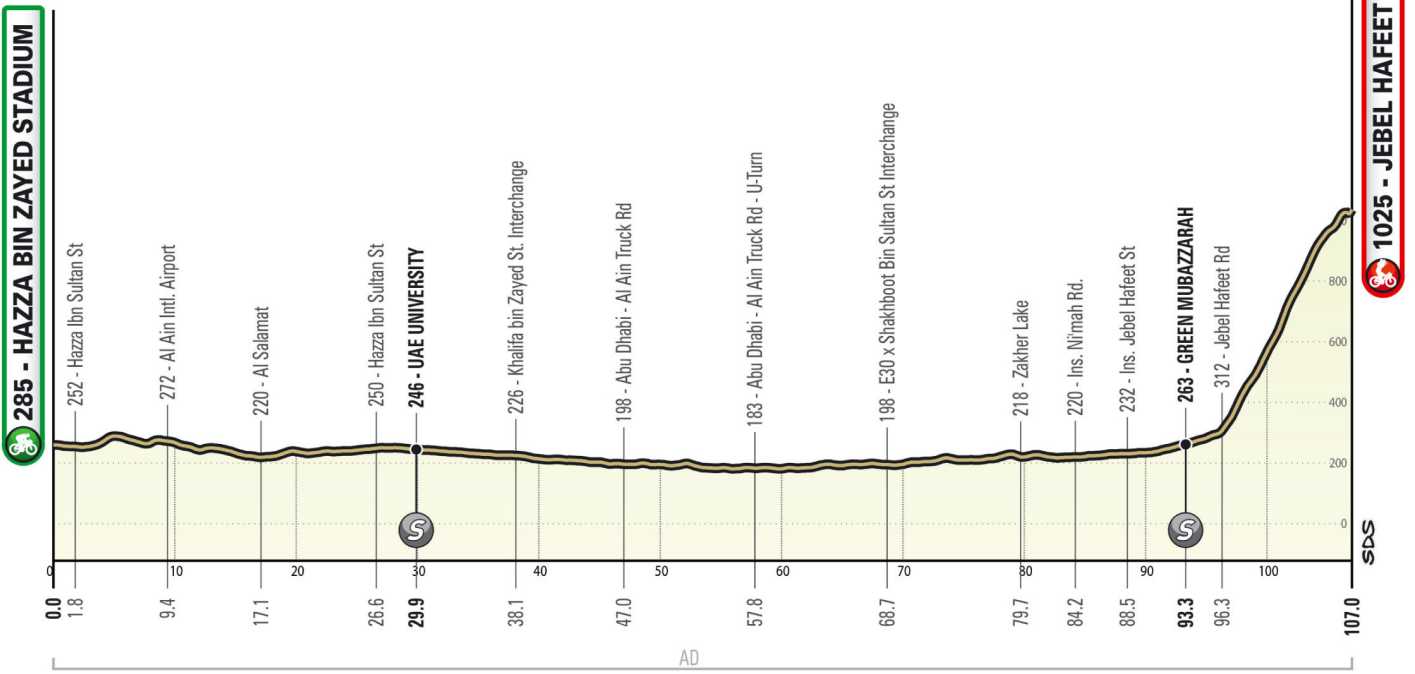 285 - HAZZA BIN ZAYED STADIUM
252 - Hazza Ibn Sultan St
272 - Al Ain Intl. Airport
220 - Al Salamat
250 - Hazza Ibn Sultan St
246 - UAE UNIVERSITY
226 - Khalifa bin Zayed St. Interchange
198 - Abu Dhabi - Al Ain Truck Rd
183 - Abu Dhabi - Al Ain Truck Rd - U-Turn
198 - E30 x Shakhboot Bin Sultan St Interchange
218 - Zakher Lake
220 - Ins. Ni'mah Rd.
232 - Ins. Jebel Hafeet St
263 - GREEN MUBAZZARAH
312 - Jebel Hafeet Rd
1025 - JEBEL HAFEET
800
600
400
200
0
S
S
SDS
0 10 20 30 40 50 60 70 80 90 100
0.0 1.8 9.4 17.1 26.6 29.9 38.1 47.0 57.8 68.7 79.7 84.2 88.5 93.3 96.3 107.0
AD